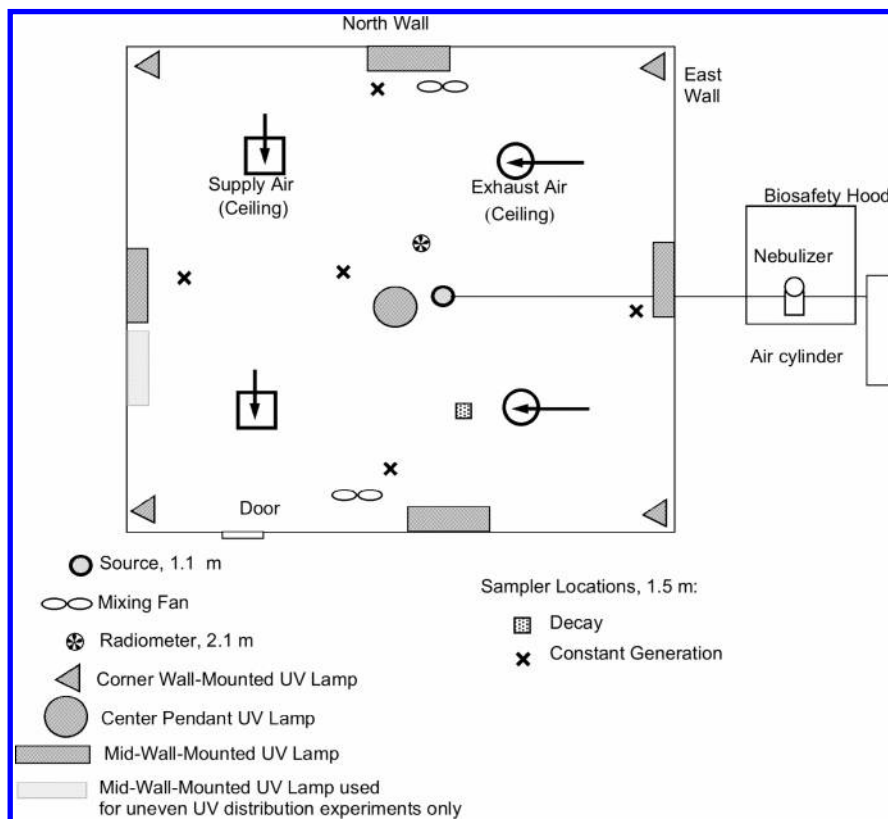 North Wall
East
Wall
Supply Air
(Ceiling)
Exhaust Air
(Ceiling)
Biosafety Hood
Nebulizer
Air cylinder
Door
Source, 1.1 m
Mixing Fan
Radiometer, 2.1 m
Corner Wall-Mounted UV Lamp
Center Pendant UV Lamp
Mid-Wall-Mounted UV Lamp
Mid-Wall-Mounted UV Lamp used
for uneven UV distribution experiments only
Sampler Locations, 1.5 m:
Decay
Constant Generation